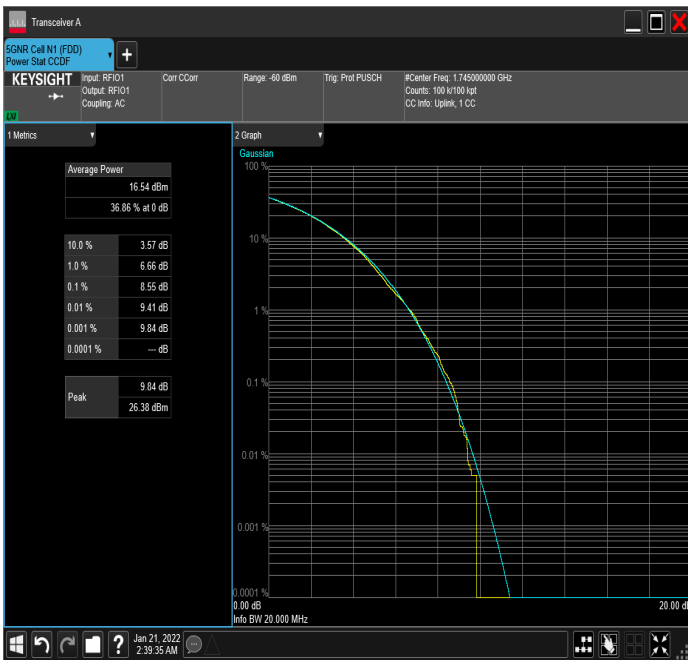 Transceiver A
5GNR Cell N1 (FDD)
Power Stat CCDF
KEYSIGHT
Input: RFIO1
Output: RFIO1
Coupling: AC
Corr CCorr
Range: -60 dBm
Trig: Prot PUSCH
#Center Freq: 1.745000000 GHz
Counts: 100 k/100 kpt
CC Info: Uplink, 1 CC
LXI
1 Metrics
Average Power
16.54 dBm
36.86 % at 0 dB
10.0 % 3.57 dB
1.0 % 6.66 dB
0.1 % 8.55 dB
0.01 % 9.41 dB
0.001 % 9.84 dB
0.0001 % --- dB
Peak 9.84 dB
26.38 dBm
2 Graph
Gaussian
100 %
10 %
1 %
0.1 %
0.01 %
0.001 %
0.0001 %
0.00 dB
20.00 dB
Info BW 20.000 MHz
?
Jan 21, 2022
2:39:35 AM